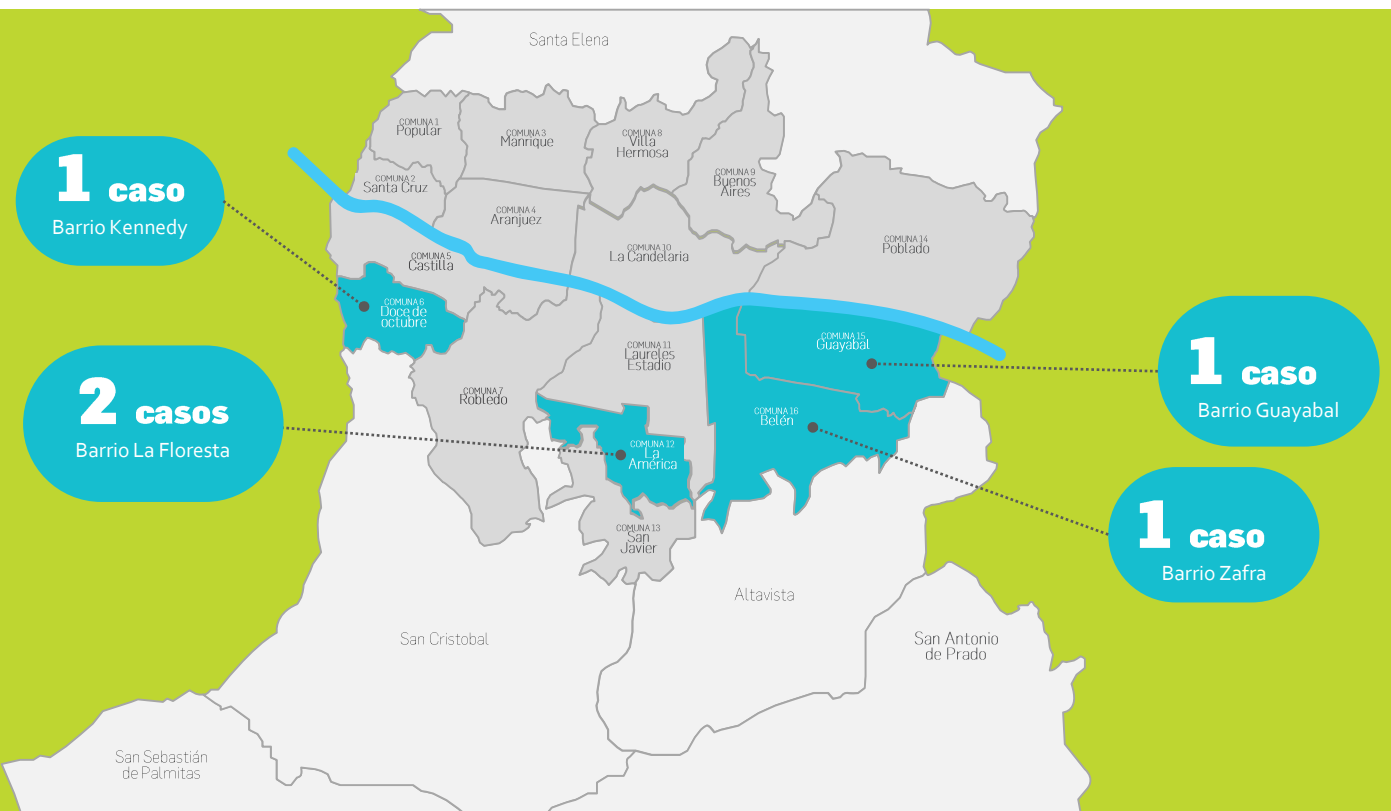 Santa Elena
COMUNA 1
Popular
COMUNA 3
Manrique
COMUNA 8
Villa
Hermosa
COMUNA 9
Buenos
Aires
COMUNA 2
Santa Cruz
COMUNA 4
Aranjuez
COMUNA 10
La Candelaria
COMUNA 14
Poblado
COMUNA 5
Castilla
COMUNA 6
Doce de
octubre
COMUNA 7
Robledo
COMUNA 11
Laureles
Estadio
COMUNA 15
Guayabal
COMUNA 16
Belén
COMUNA 12
La
América
COMUNA 13
San
Javier
1 caso
Barrio Kennedy
2 casos
Barrio La Floresta
1 caso
Barrio Guayabal
1 caso
Barrio Zafra
Altavista
San Cristobal
San Antonio
de Prado
San Sebastián
de Palmitas